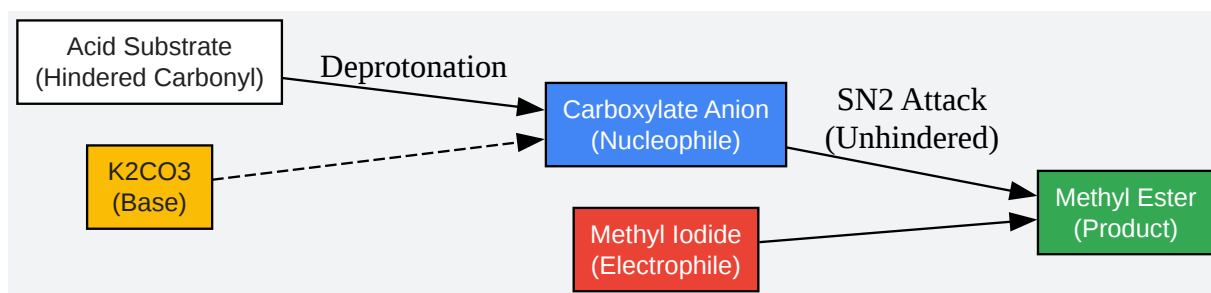 Acid Substrate
(Hindered Carbonyl)
Deprotonation
K2CO3
(Base)
Carboxylate Anion
(Nucleophile)
SN2 Attack
(Unhindered)
Methyl Iodide
(Electrophile)
Methyl Ester
(Product)